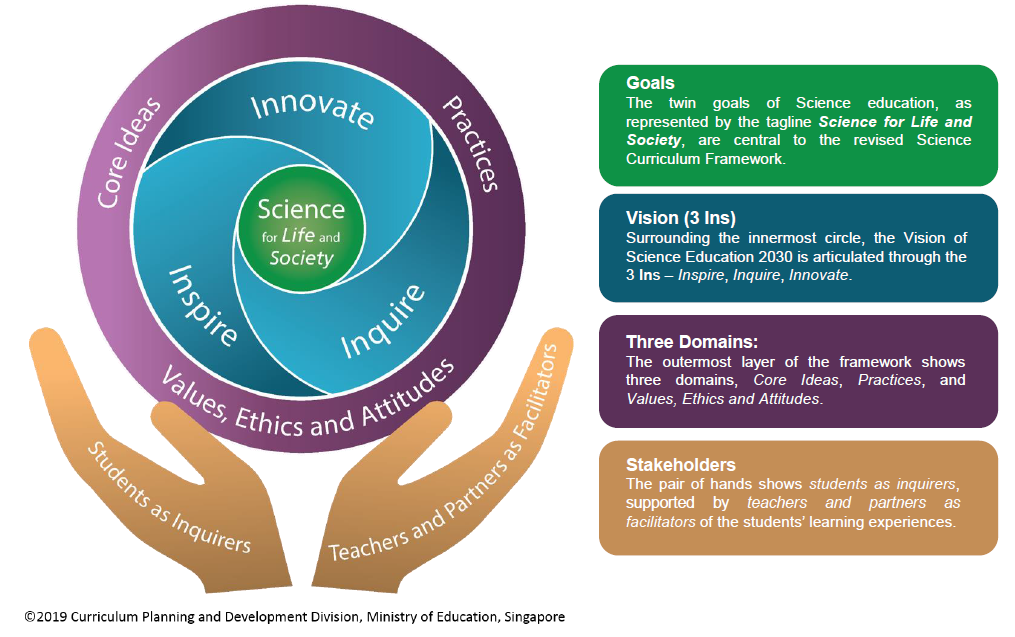 Core Ideas
Innovate
Practices
Science
for Life and
Society
Inspire
Inquire
Values, Ethics and Attitudes
Students as Inquirers
Teachers and Partners as Facilitators
Goals
The twin goals of Science education, as
represented by the tagline Science for Life and
Society, are central to the revised Science
Curriculum Framework.
Vision (3 Ins)
Surrounding the innermost circle, the Vision of
Science Education 2030 is articulated through the
3 Ins – Inspire, Inquire, Innovate.
Three Domains:
The outermost layer of the framework shows
three domains, Core Ideas, Practices, and
Values, Ethics and Attitudes.
Stakeholders
The pair of hands shows students as inquirers,
supported by teachers and partners as
facilitators of the students' learning experiences.
©2019 Curriculum Planning and Development Division, Ministry of Education, Singapore